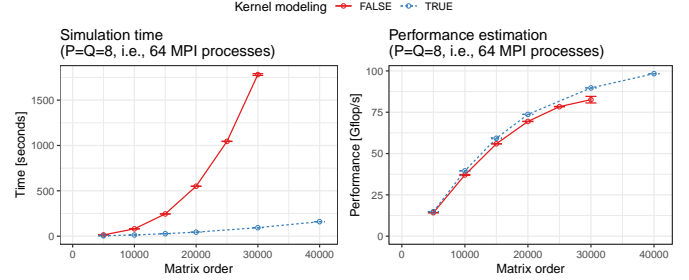 Kernel modeling FALSE TRUE
Simulation time
(P=Q=8, i.e., 64 MPI processes)
Time [seconds]
1500
1000
500
0
0 10000 20000 30000 40000
Matrix order
Performance estimation
(P=Q=8, i.e., 64 MPI processes)
Performance [Gflop/s]
100
75
50
25
0
0 10000 20000 30000 40000
Matrix order